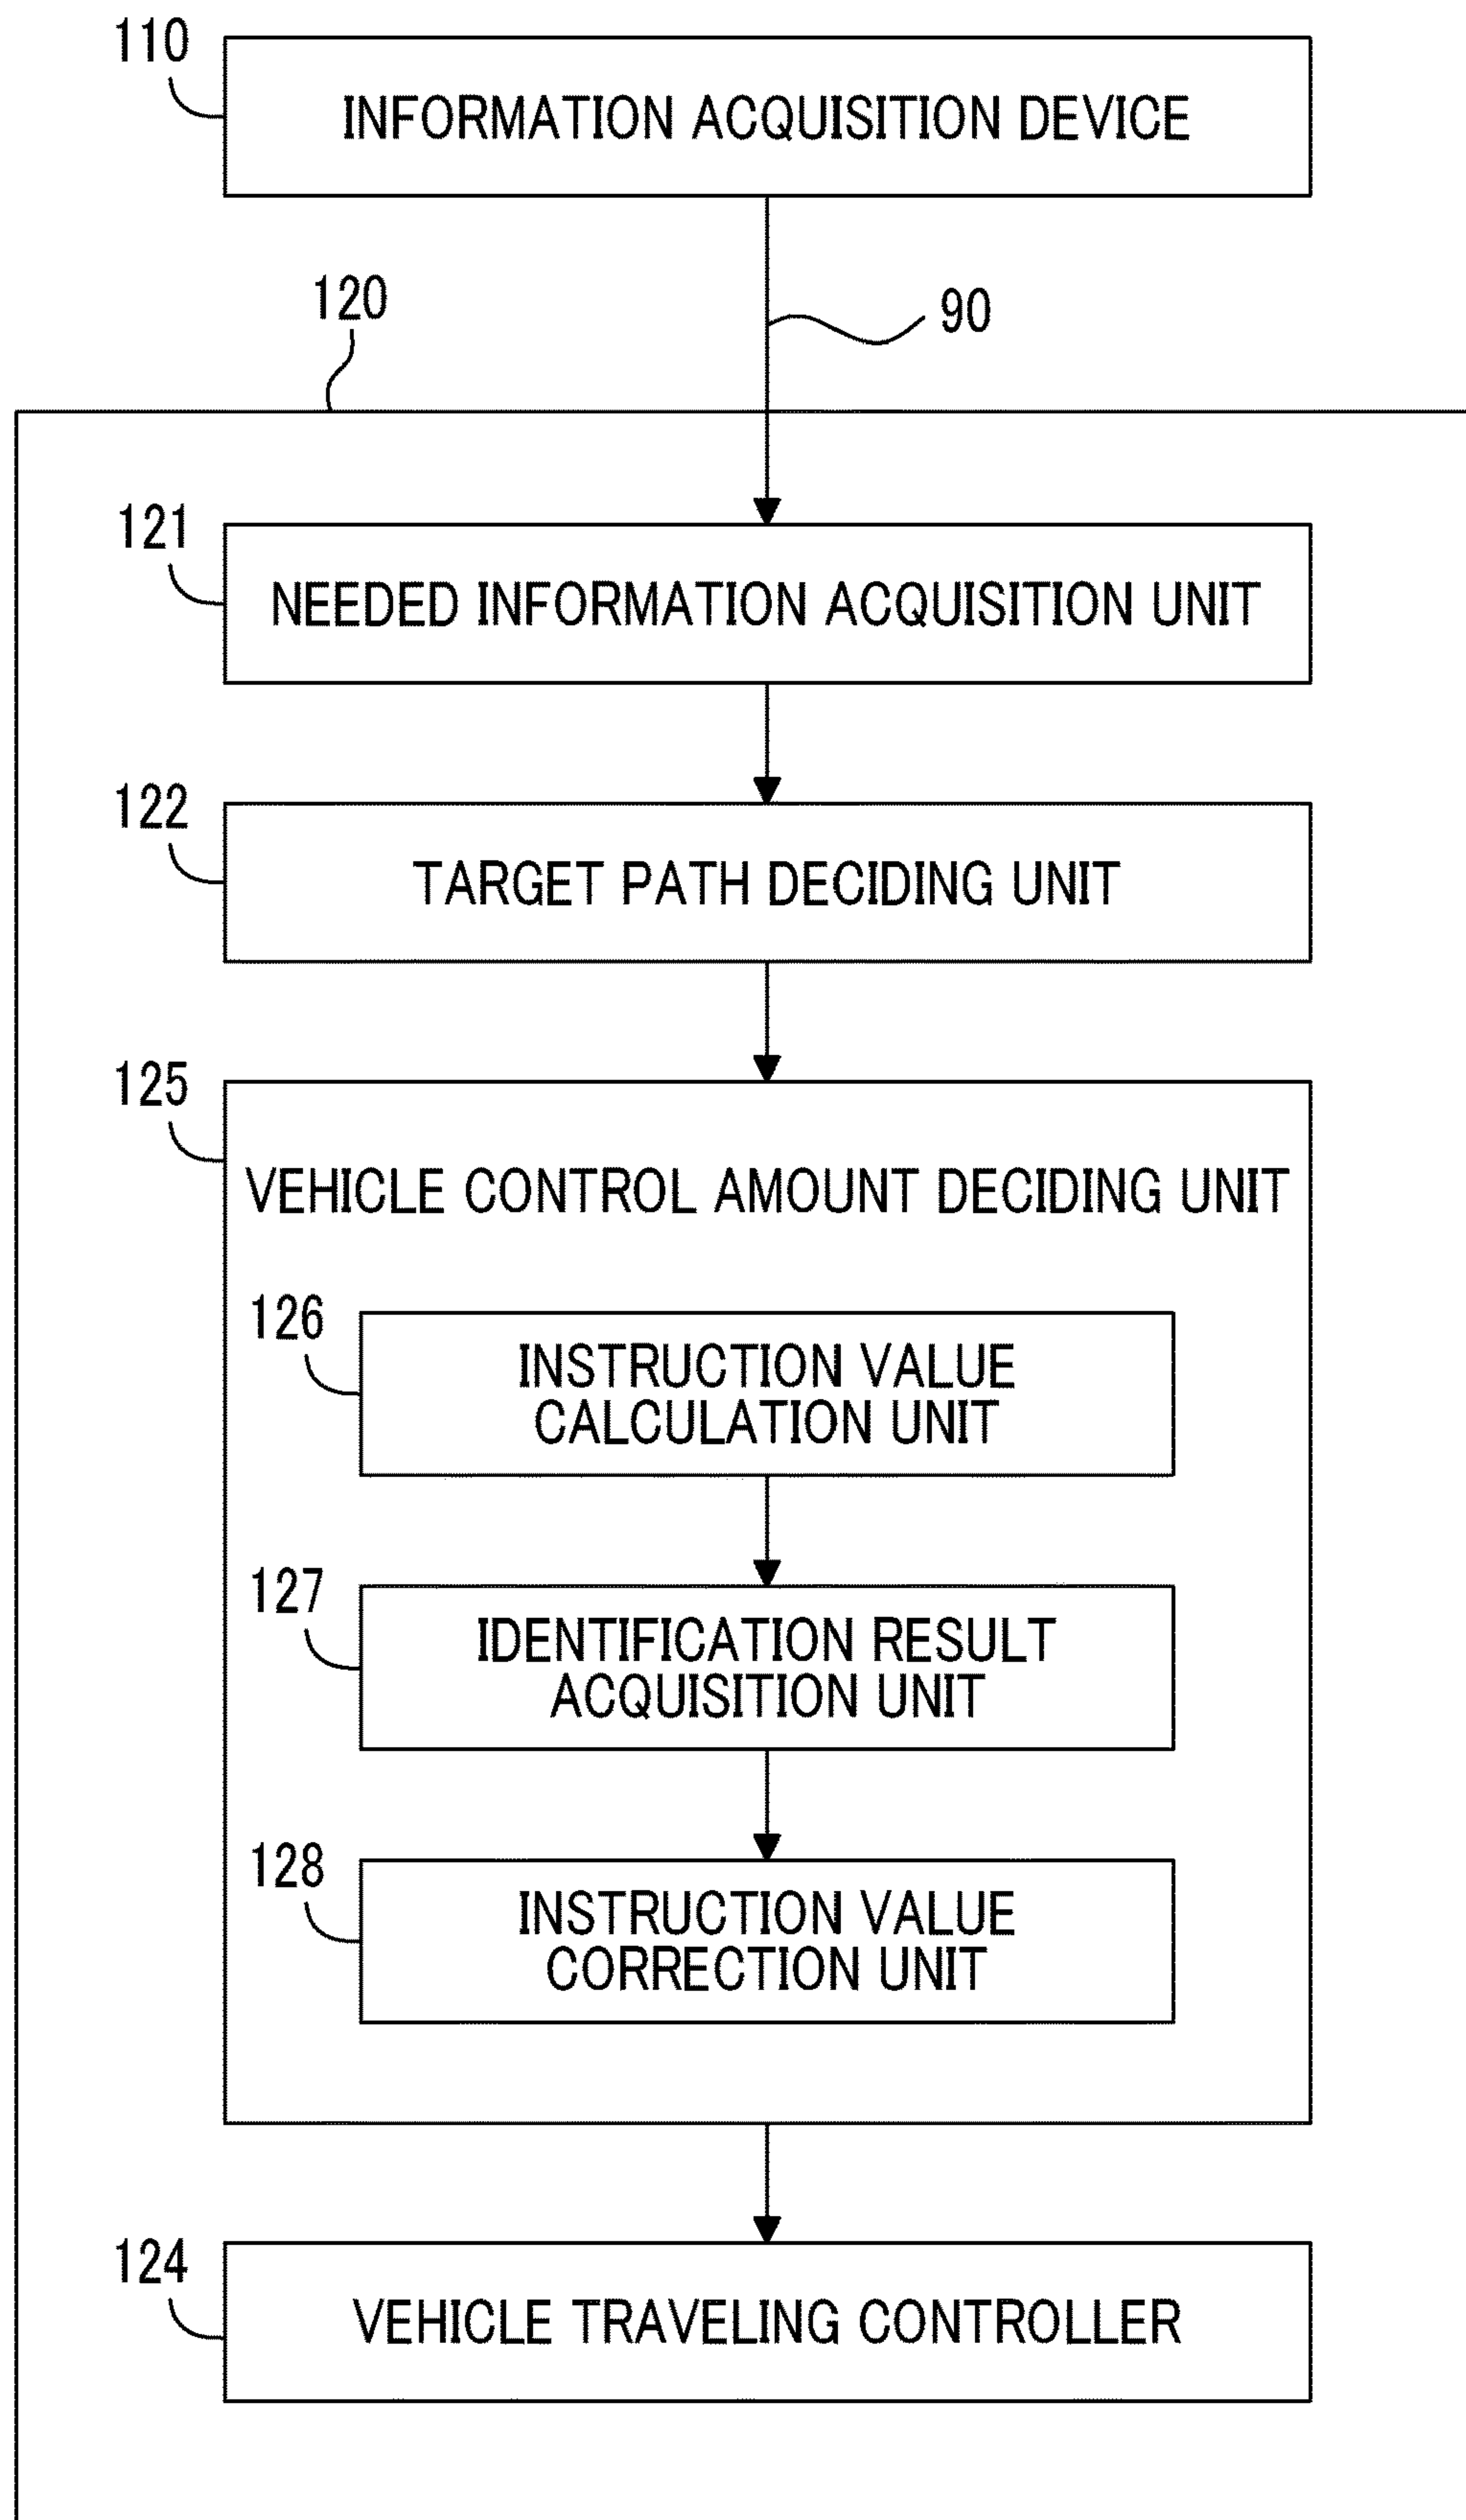 110
INFORMATION ACQUISITION DEVICE
120
90
121
NEEDED INFORMATION ACQUISITION UNIT
122
TARGET PATH DECIDING UNIT
125
VEHICLE CONTROL AMOUNT DECIDING UNIT
126
INSTRUCTION VALUE
CALCULATION UNIT
127
IDENTIFICATION RESULT
ACQUISITION UNIT
128
INSTRUCTION VALUE
CORRECTION UNIT
124
VEHICLE TRAVELING CONTROLLER